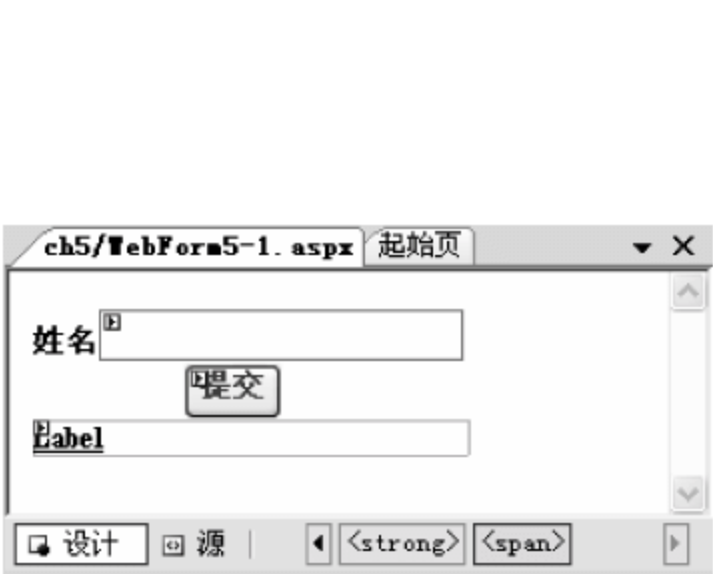 ch5/WebForm5-1.aspx 起始页
姓名
提交
Label
设计 源 <strong> <span>